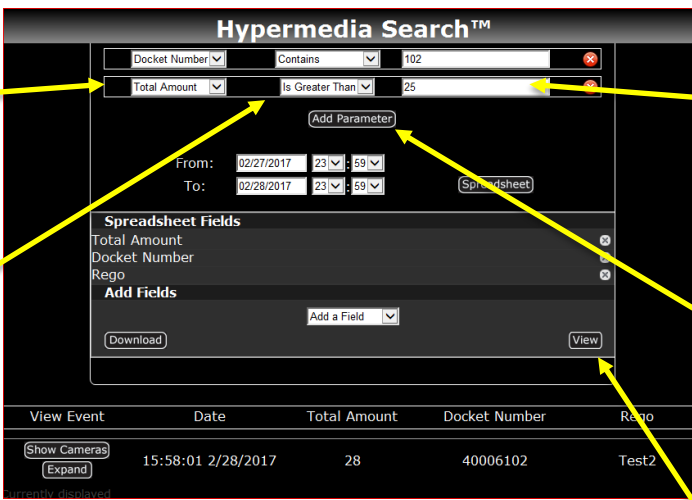 Hypermedia Search™
Docket Number Contains 102
Total Amount Is Greater Than 25
Add Parameter
From: 02/27/2017 23 : 59
To: 02/28/2017 23 : 59 Spreadsheet
Spreadsheet Fields
Total Amount
Docket Number
Rego
Add Fields
Add a Field
Download View
View Event Date Total Amount Docket Number Rego
Show Cameras
Expand 15:58:01 2/28/2017 28 40006102 Test2
Currently displayed